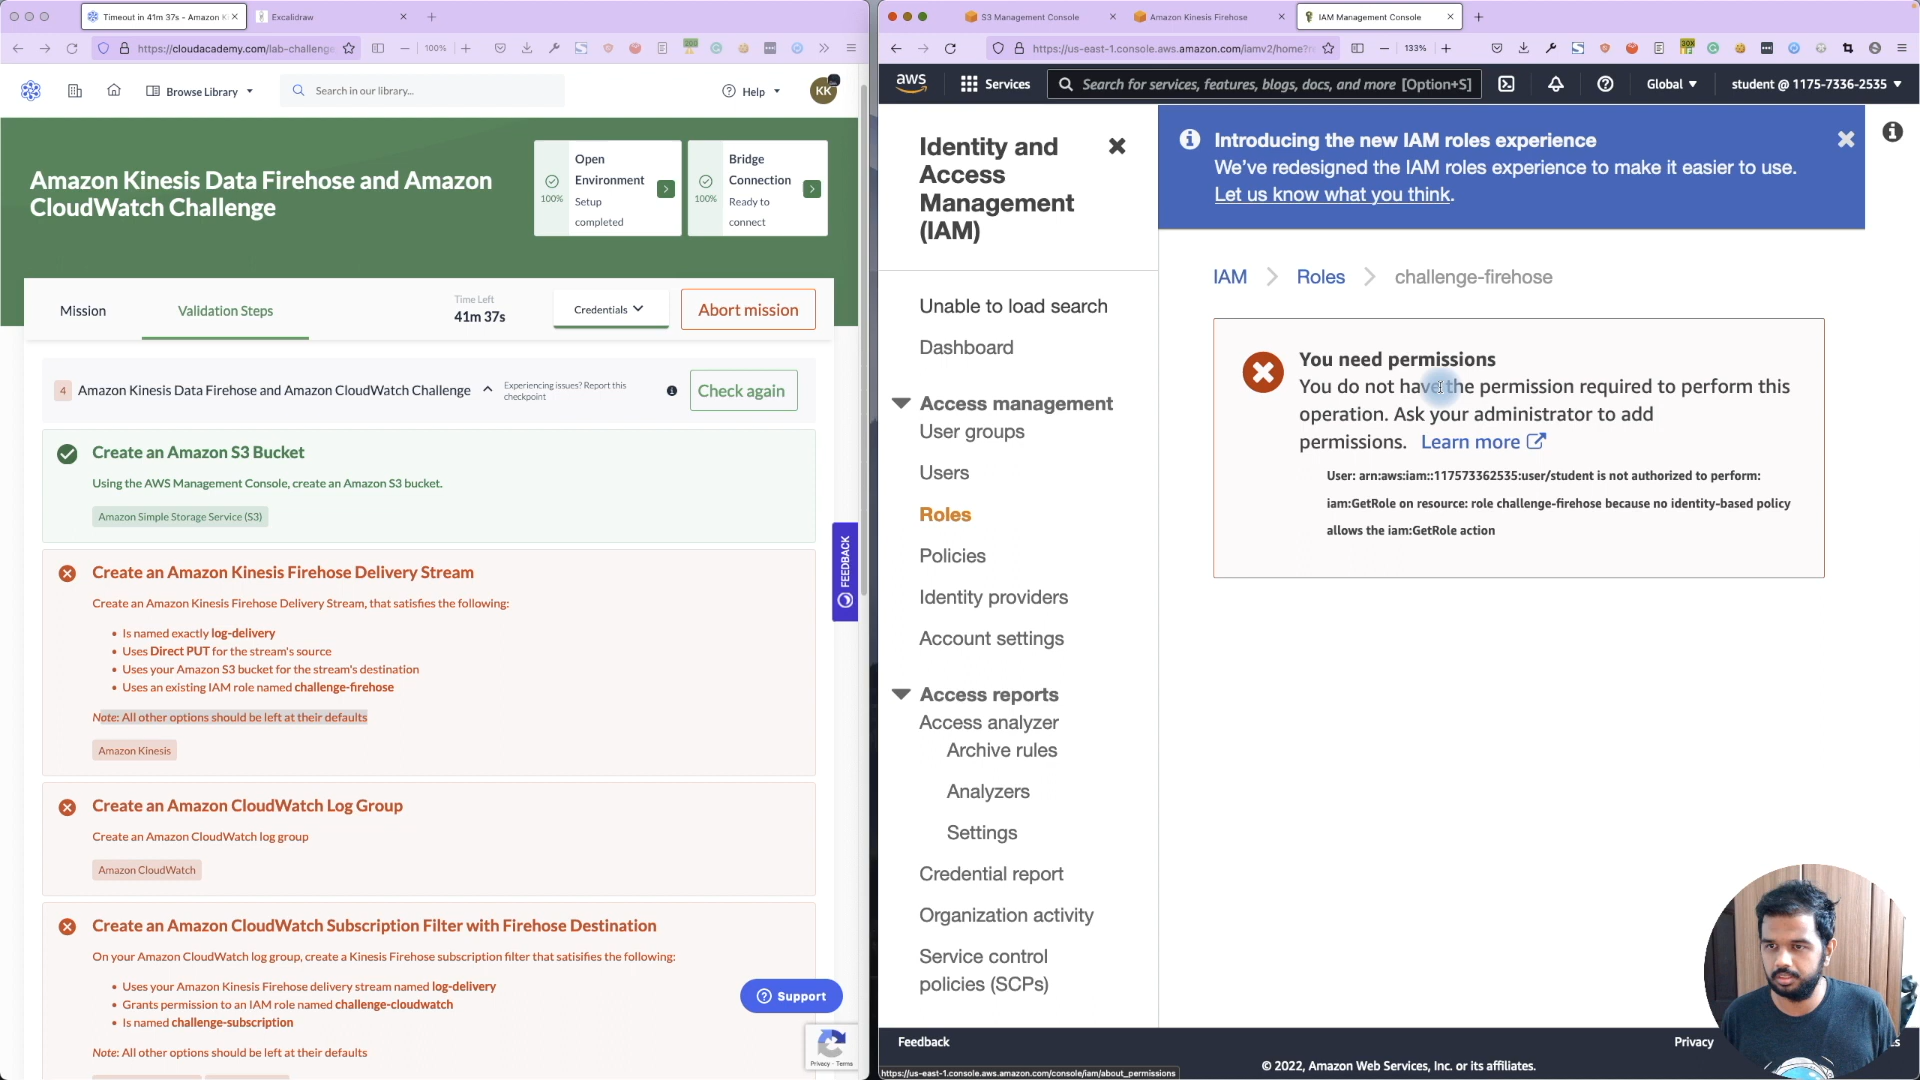 Timeout in 41m 37s - Amazon K
Excalidraw
https://cloudacademy.com/lab-challenge
100%
Browse Library
Search in our library...
Help
KK
Amazon Kinesis Data Firehose and Amazon
CloudWatch Challenge
100%
Open
Environment
Setup
completed
100%
Bridge
Connection
Ready to
connect
Mission
Validation Steps
Time Left
41m 37s
Credentials
Abort mission
4
Amazon Kinesis Data Firehose and Amazon CloudWatch Challenge
Experiencing issues? Report this
checkpoint
Check again
Create an Amazon S3 Bucket
Using the AWS Management Console, create an Amazon S3 bucket.
Amazon Simple Storage Service (S3)
Create an Amazon Kinesis Firehose Delivery Stream
Create an Amazon Kinesis Firehose Delivery Stream, that satisfies the following:
• Is named exactly log-delivery
• Uses Direct PUT for the stream's source
• Uses your Amazon S3 bucket for the stream's destination
• Uses an existing IAM role named challenge-firehose
Note: All other options should be left at their defaults
Amazon Kinesis
Create an Amazon CloudWatch Log Group
Create an Amazon CloudWatch log group
Amazon CloudWatch
Create an Amazon CloudWatch Subscription Filter with Firehose Destination
On your Amazon CloudWatch log group, create a Kinesis Firehose subscription filter that satisifies the following:
• Uses your Amazon Kinesis Firehose delivery stream named log-delivery
• Grants permission to an IAM role named challenge-cloudwatch
• Is named challenge-subscription
Note: All other options should be left at their defaults
FEEDBACK
Support
Privacy - Terms
S3 Management Console
Amazon Kinesis Firehose
IAM Management Console
https://us-east-1.console.aws.amazon.com/iamv2/home?
133%
aws
Services
Search for services, features, blogs, docs, and more
[Option+S]
Global
student @ 1175-7336-2535
Identity and
Access
Management
(IAM)
Unable to load search
Dashboard
Access management
User groups
Users
Roles
Policies
Identity providers
Account settings
Access reports
Access analyzer
Archive rules
Analyzers
Settings
Credential report
Organization activity
Service control
policies (SCPs)
Introducing the new IAM roles experience
We've redesigned the IAM roles experience to make it easier to use.
Let us know what you think.
IAM
Roles
challenge-firehose
You need permissions
You do not have the permission required to perform this
operation. Ask your administrator to add
permissions. Learn more
User: arn:aws:iam::117573362535:user/student is not authorized to perform:
iam:GetRole on resource: role challenge-firehose because no identity-based policy
allows the iam:GetRole action
Feedback
Privacy
© 2022, Amazon Web Services, Inc. or its affiliates.
https://us-east-1.console.aws.amazon.com/console/iam/about_permissions